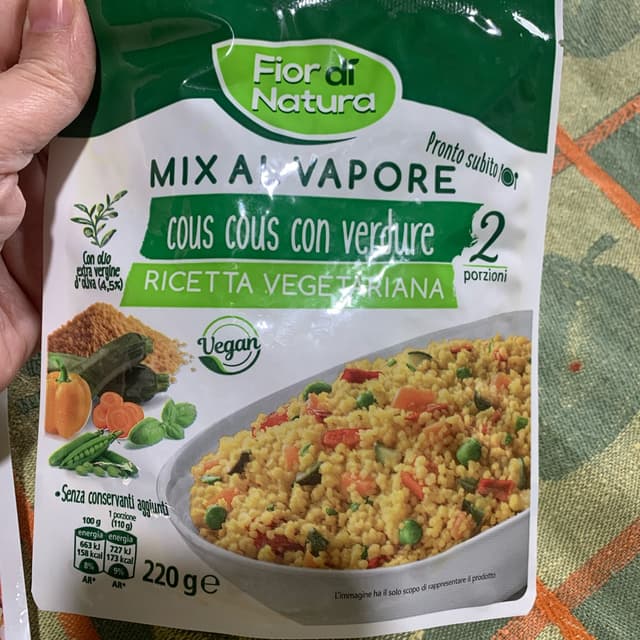 Fior di
Natura
Pronto subito!
MIX AL VAPORE
cous cous con verdure
2
porzioni
RICETTA VEGETARIANA
Con olio
extra vergine
d'oliva (4,5%)
Vegan
• Senza conservanti aggiunti
100 g
1 porzione
(110 g)
energia
663 kJ
158 kcal
8%
AR*
energia
727 kJ
173 kcal
9%
AR*
220 g e
L'immagine ha il solo scopo di rappresentare il prodotto